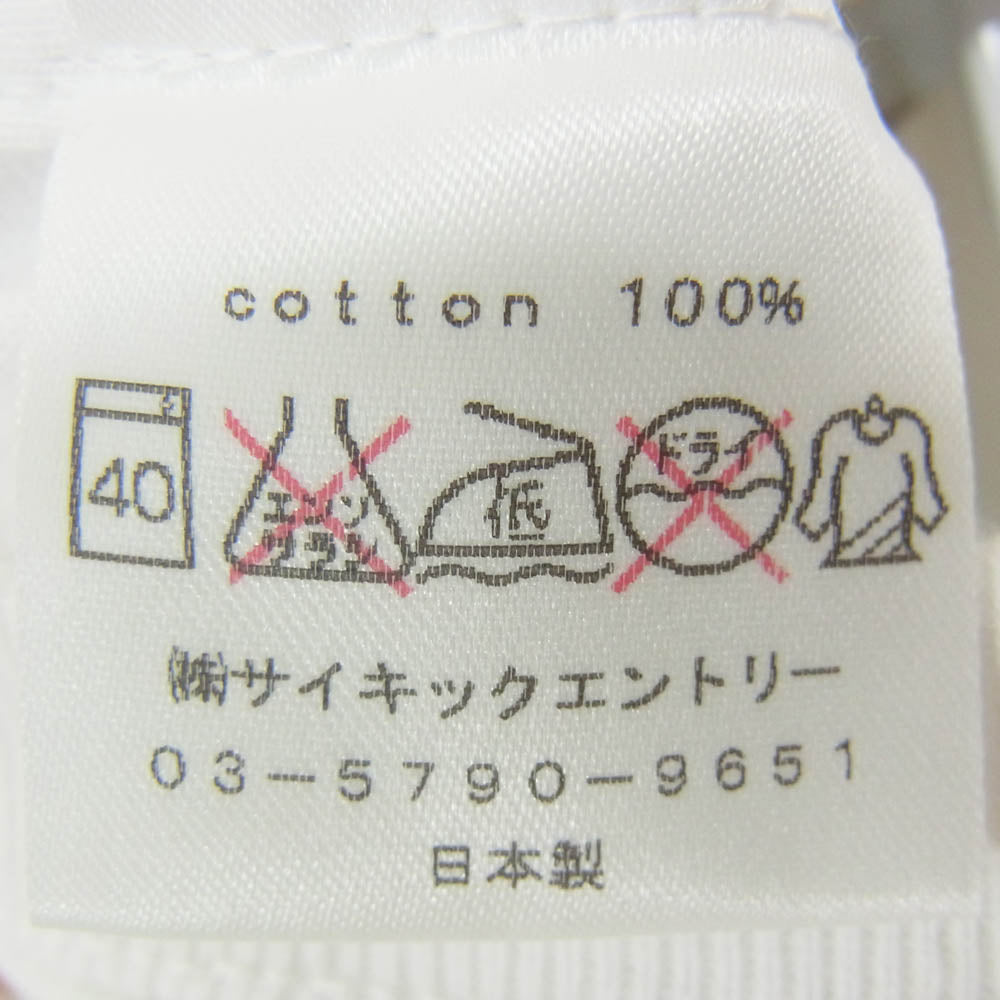 cotton 100%
40
エンソ
サラシ
低
ドライ
㈱サイキックエントリー
03-5790-9651
日本製